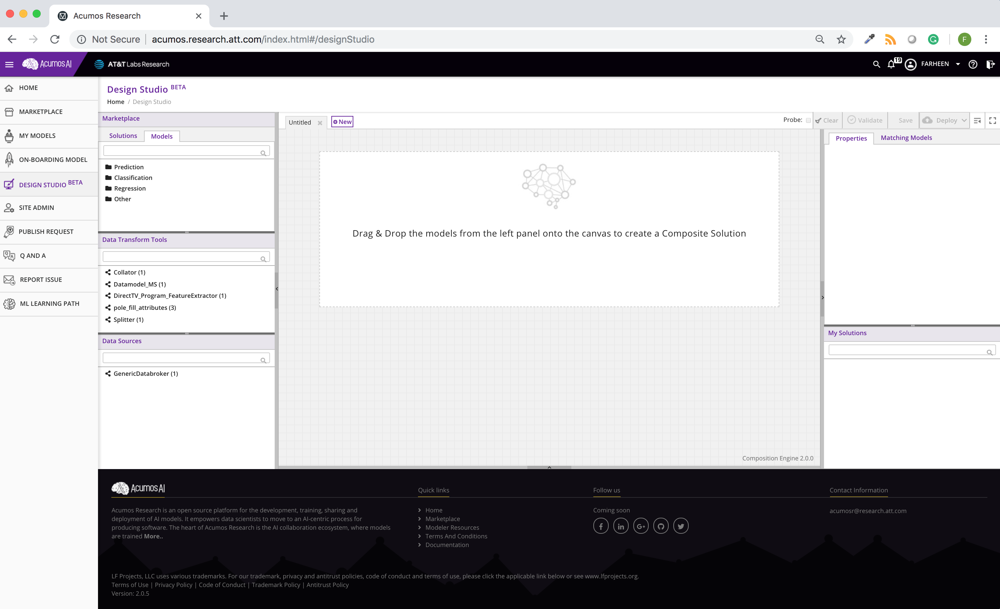 Acumos Research
Not Secure acumos.research.att.com/index.html#/designStudio
F
Acumos AI
AT&T Labs Research
19
FARHEEN
HOME
MARKETPLACE
MY MODELS
ON-BOARDING MODEL
DESIGN STUDIO BETA
SITE ADMIN
PUBLISH REQUEST
Q AND A
REPORT ISSUE
ML LEARNING PATH
Design Studio BETA
Home / Design Studio
Marketplace
Solutions
Models
Prediction
Classification
Regression
Other
Data Transform Tools
Collator (1)
Datamodel_MS (1)
DirectTV_Program_FeatureExtractor (1)
pole_fill_attributes (3)
Splitter (1)
Data Sources
GenericDatabroker (1)
Untitled
New
Probe:
Clear
Validate
Save
Deploy
Drag & Drop the models from the left panel onto the canvas to create a Composite Solution
Composition Engine 2.0.0
Properties
Matching Models
My Solutions
Acumos AI
Acumos Research is an open source platform for the development, training, sharing and
deployment of AI models. It empowers data scientists to move to an AI-centric process for
producing software. The heart of Acumos Research is the AI collaboration ecosystem, where models
are trained More..
Quick links
Home
Marketplace
Modeler Resources
Terms And Conditions
Documentation
Follow us
Coming soon
Contact Information
acumosr@research.att.com
LF Projects, LLC uses various trademarks. For our trademark, privacy and antitrust policies, code of conduct and terms of use, please click the applicable link below or see www.lfprojects.org.
Terms of Use | Privacy Policy | Code of Conduct | Trademark Policy | Antitrust Policy
Version: 2.0.5